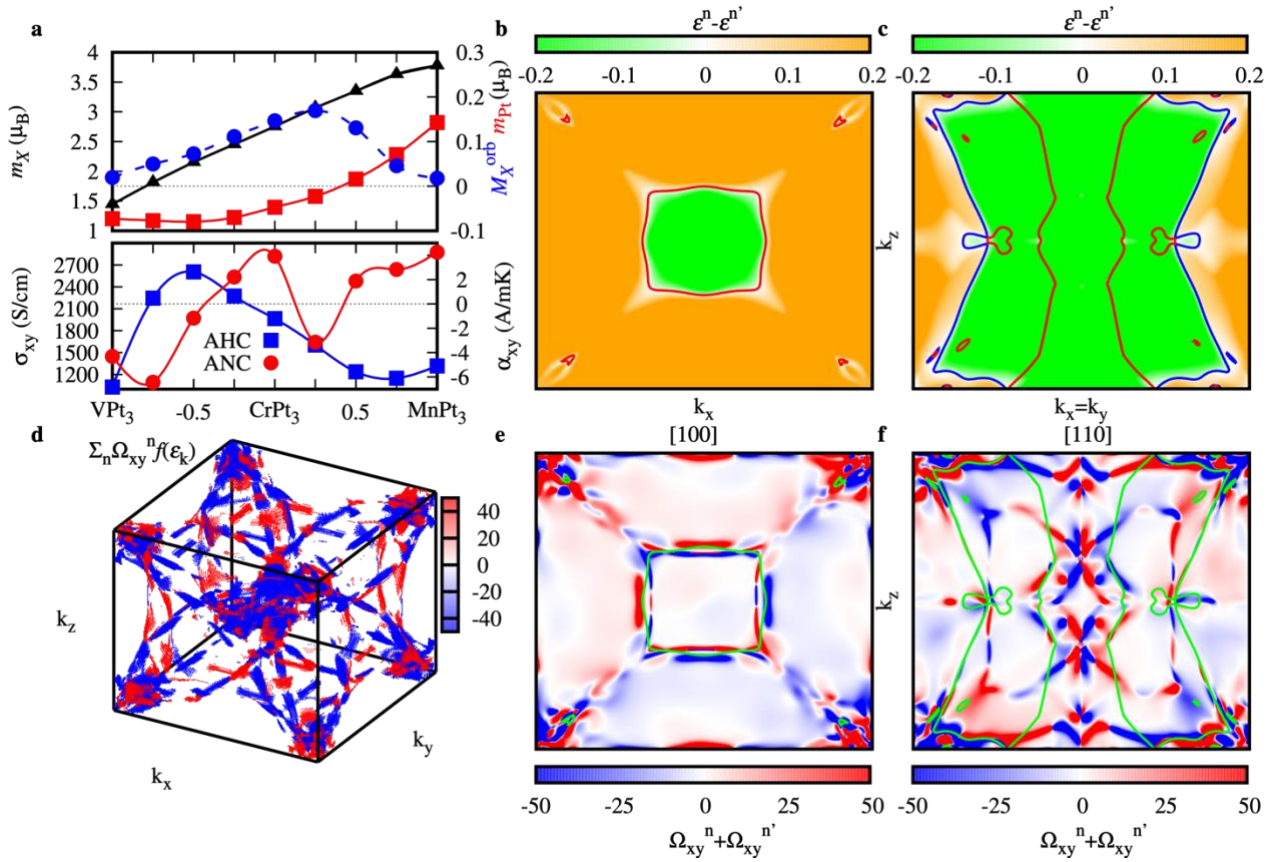 a
4
3.5
3
2.5
2
1.5
1
m_X (μ_B)
0.3
0.2
0.1
0
-0.1
M_X^orb m_Pt (μ_B)
2700
2400
2100
1800
1500
1200
σ_xy (S/cm)
AHC
ANC
2
0
-2
-4
-6
α_xy (A/mK)
VPt₃ -0.5 CrPt₃ 0.5 MnPt₃
b
ε^n-ε^n'
-0.2 -0.1 0 0.1 0.2
k_x
[100]
c
ε^n-ε^n'
-0.2 -0.1 0 0.1 0.2
k_z
k_x=k_y
[110]
d
Σ_nΩ_xy^n f(ε_k)
40
20
0
-20
-40
k_z
k_x
k_y
e
-50 -25 0 25 50
Ω_xy^n+Ω_xy^n'
f
k_z
-50 -25 0 25 50
Ω_xy^n+Ω_xy^n'